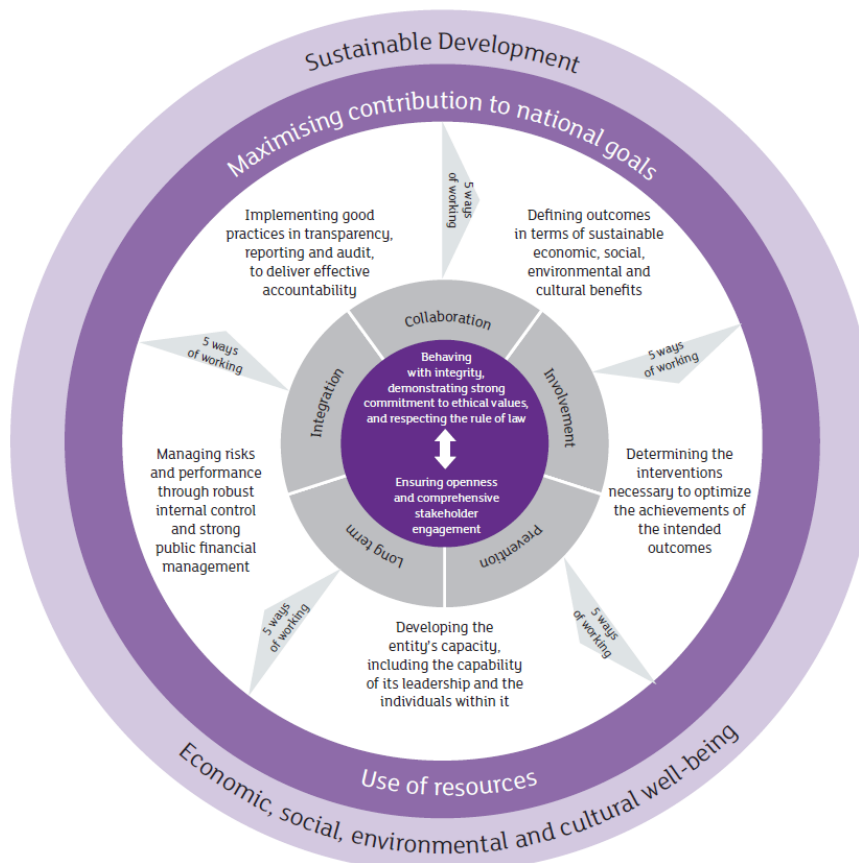 Sustainable Development
Maximising contribution to national goals
5 ways
of working
Implementing good
practices in transparency,
reporting and audit,
to deliver effective
accountability
Defining outcomes
in terms of sustainable
economic, social,
environmental and
cultural benefits
Collaboration
5 ways
of working
5 ways
of working
Integration
Behaving
with integrity,
demonstrating strong
commitment to ethical values,
and respecting the rule of law
Involvement
Managing risks
and performance
through robust
internal control
and strong
public financial
management
Ensuring openness
and comprehensive
stakeholder
engagement
Determining the
interventions
necessary to optimize
the achievements of
the intended
outcomes
Long term
Prevention
5 ways
of working
5 ways
of working
Developing the
entity's capacity,
including the capability
of its leadership and the
individuals within it
Use of resources
Economic, social, environmental and cultural well-being